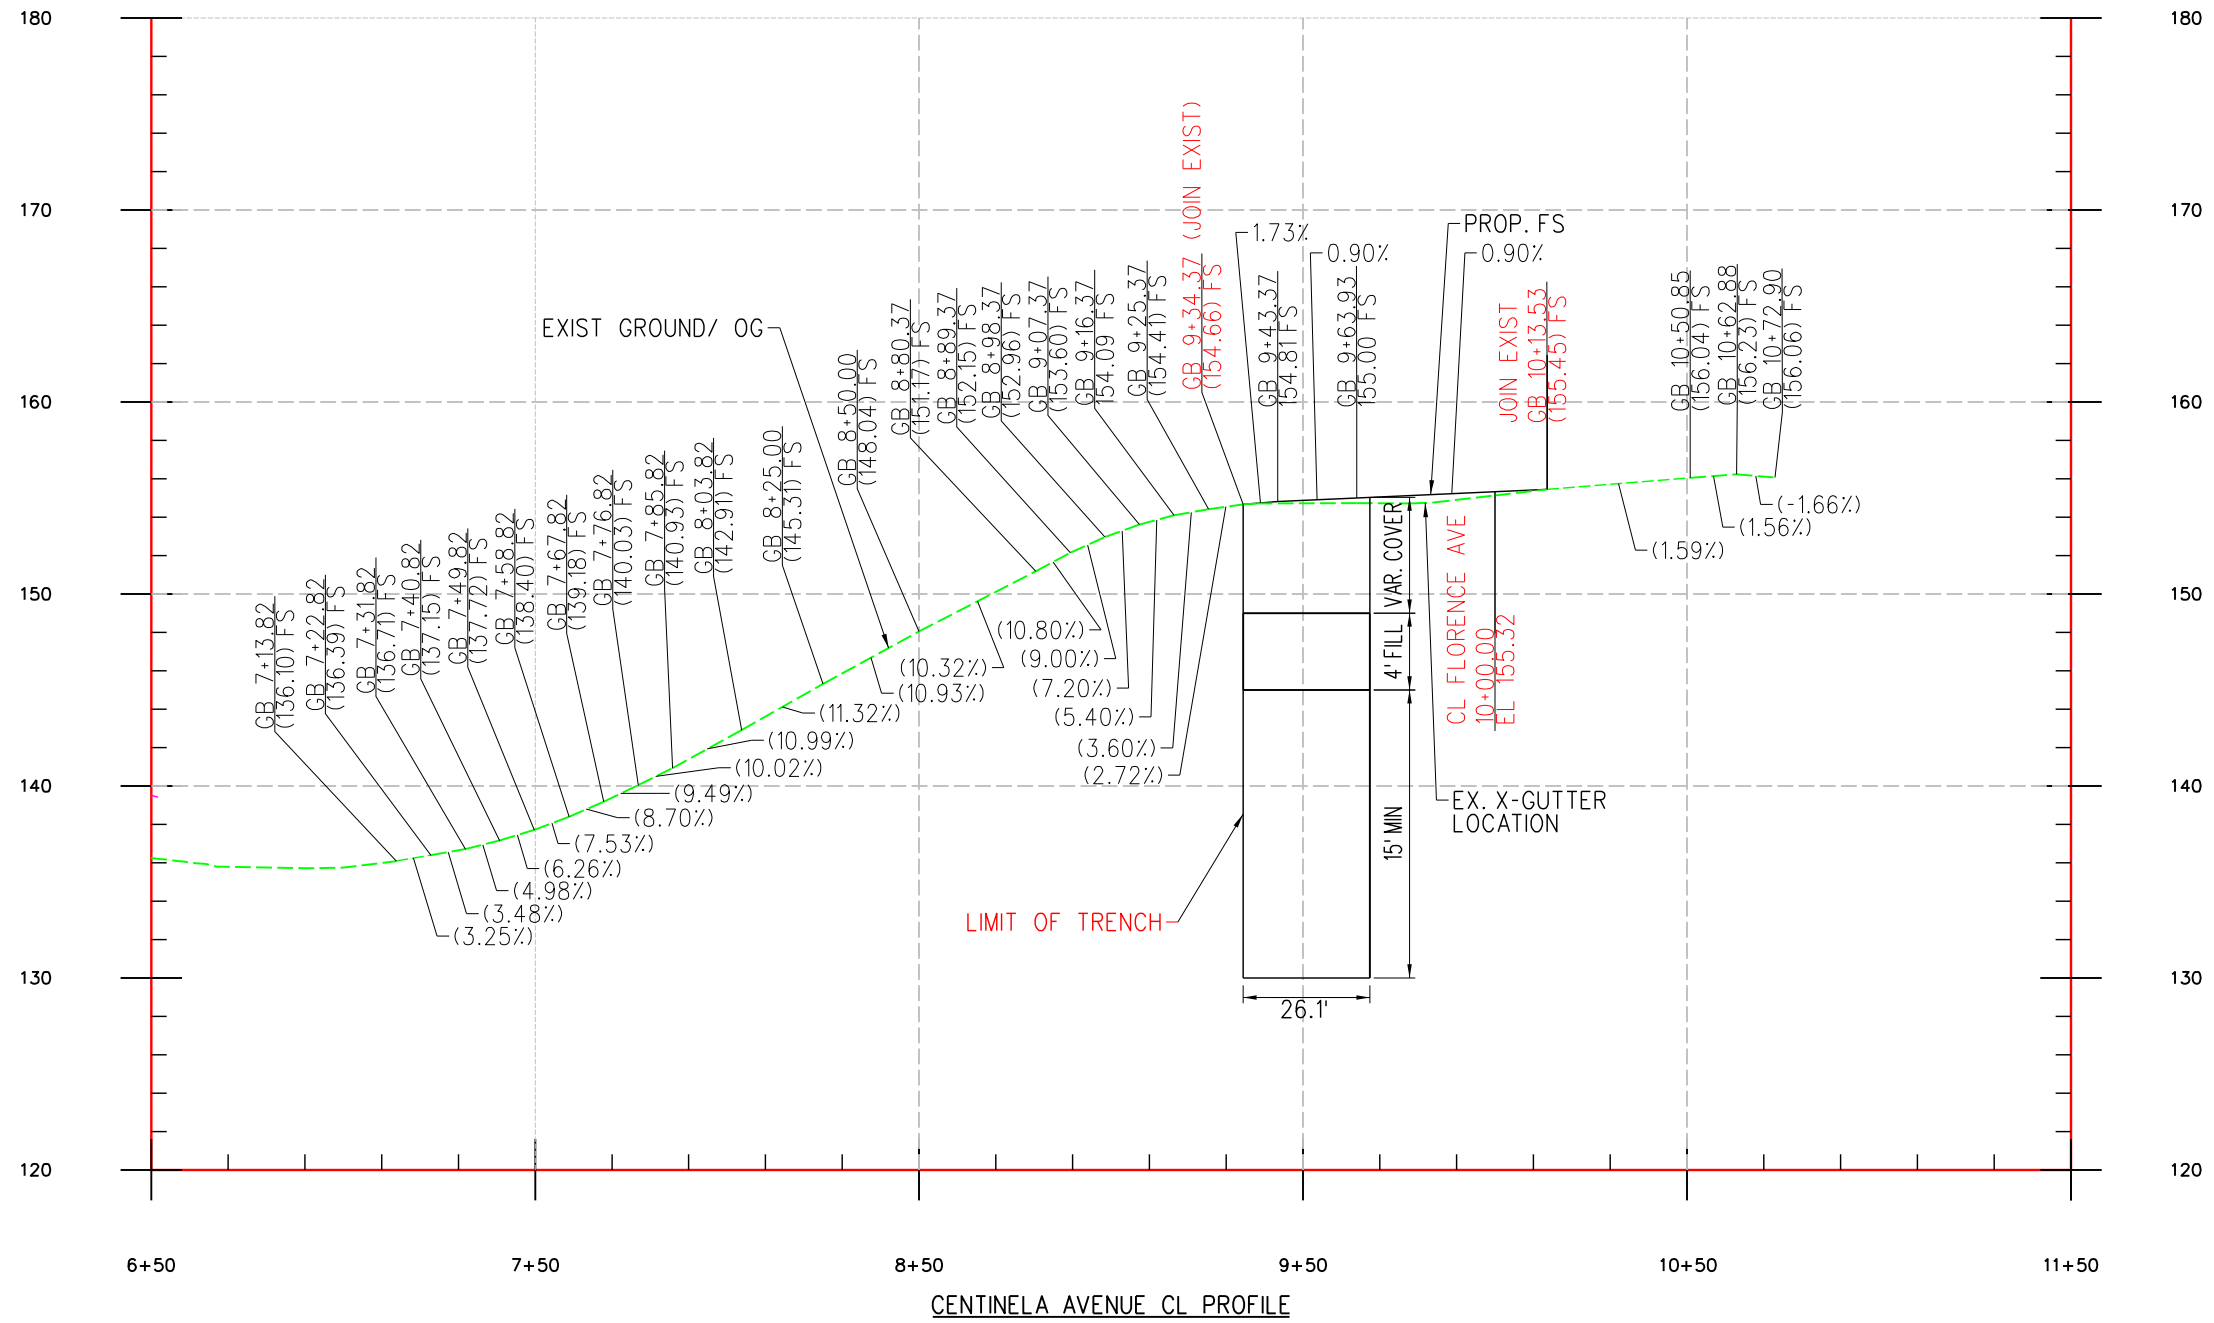 180
180
170
170
160
160
150
150
140
140
130
130
120
120
6+50
7+50
8+50
9+50
10+50
11+50
CENTINELA AVENUE CL PROFILE
EXIST GROUND/ OG
GB 7+13.82
(136.10) FS
GB 7+22.82
(136.39) FS
GB 7+31.82
(136.71) FS
GB 7+40.82
(137.15) FS
GB 7+49.82
(137.72) FS
GB 7+58.82
(138.40) FS
GB 7+67.82
(139.18) FS
GB 7+76.82
(140.03) FS
GB 7+85.82
(140.93) FS
GB 8+03.82
(142.91) FS
GB 8+25.00
(145.31) FS
GB 8+50.00
(148.04) FS
GB 8+80.37
(151.17) FS
GB 8+89.37
(152.15) FS
GB 8+98.37
(152.96) FS
GB 9+07.37
(153.60) FS
GB 9+16.37
154.09 FS
GB 9+25.37
(154.41) FS
GB 9+34.37 (JOIN EXIST)
(154.66) FS
1.73%
GB 9+43.37
154.81 FS
0.90%
GB 9+63.93
155.00 FS
PROP. FS
0.90%
JOIN EXIST
GB 10+13.53
(155.45) FS
GB 10+50.85
(156.04) FS
GB 10+62.88
(156.23) FS
GB 10+72.90
(156.06) FS
(3.25%)
(3.48%)
(4.98%)
(6.26%)
(7.53%)
(8.70%)
(9.49%)
(10.02%)
(10.99%)
(11.32%)
(10.93%)
(10.32%)
(10.80%)
(9.00%)
(7.20%)
(5.40%)
(3.60%)
(2.72%)
(1.59%)
(1.56%)
(-1.66%)
VAR. COVER
4' FILL
15' MIN
26.1'
LIMIT OF TRENCH
CL FLORENCE AVE
10+00.00
EL 155.32
EX. X-GUTTER
LOCATION